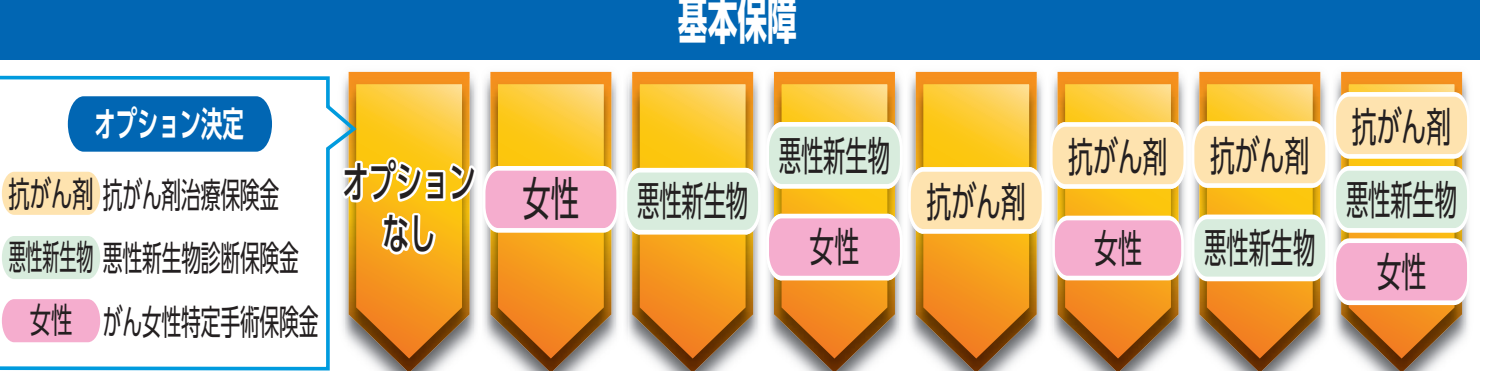 基本保障
オプション決定
抗がん剤 抗がん剤治療保険金
悪性新生物 悪性新生物診断保険金
女性 がん女性特定手術保険金
オプション
なし
女性
悪性新生物
悪性新生物
女性
抗がん剤
抗がん剤
女性
抗がん剤
悪性新生物
抗がん剤
悪性新生物
女性